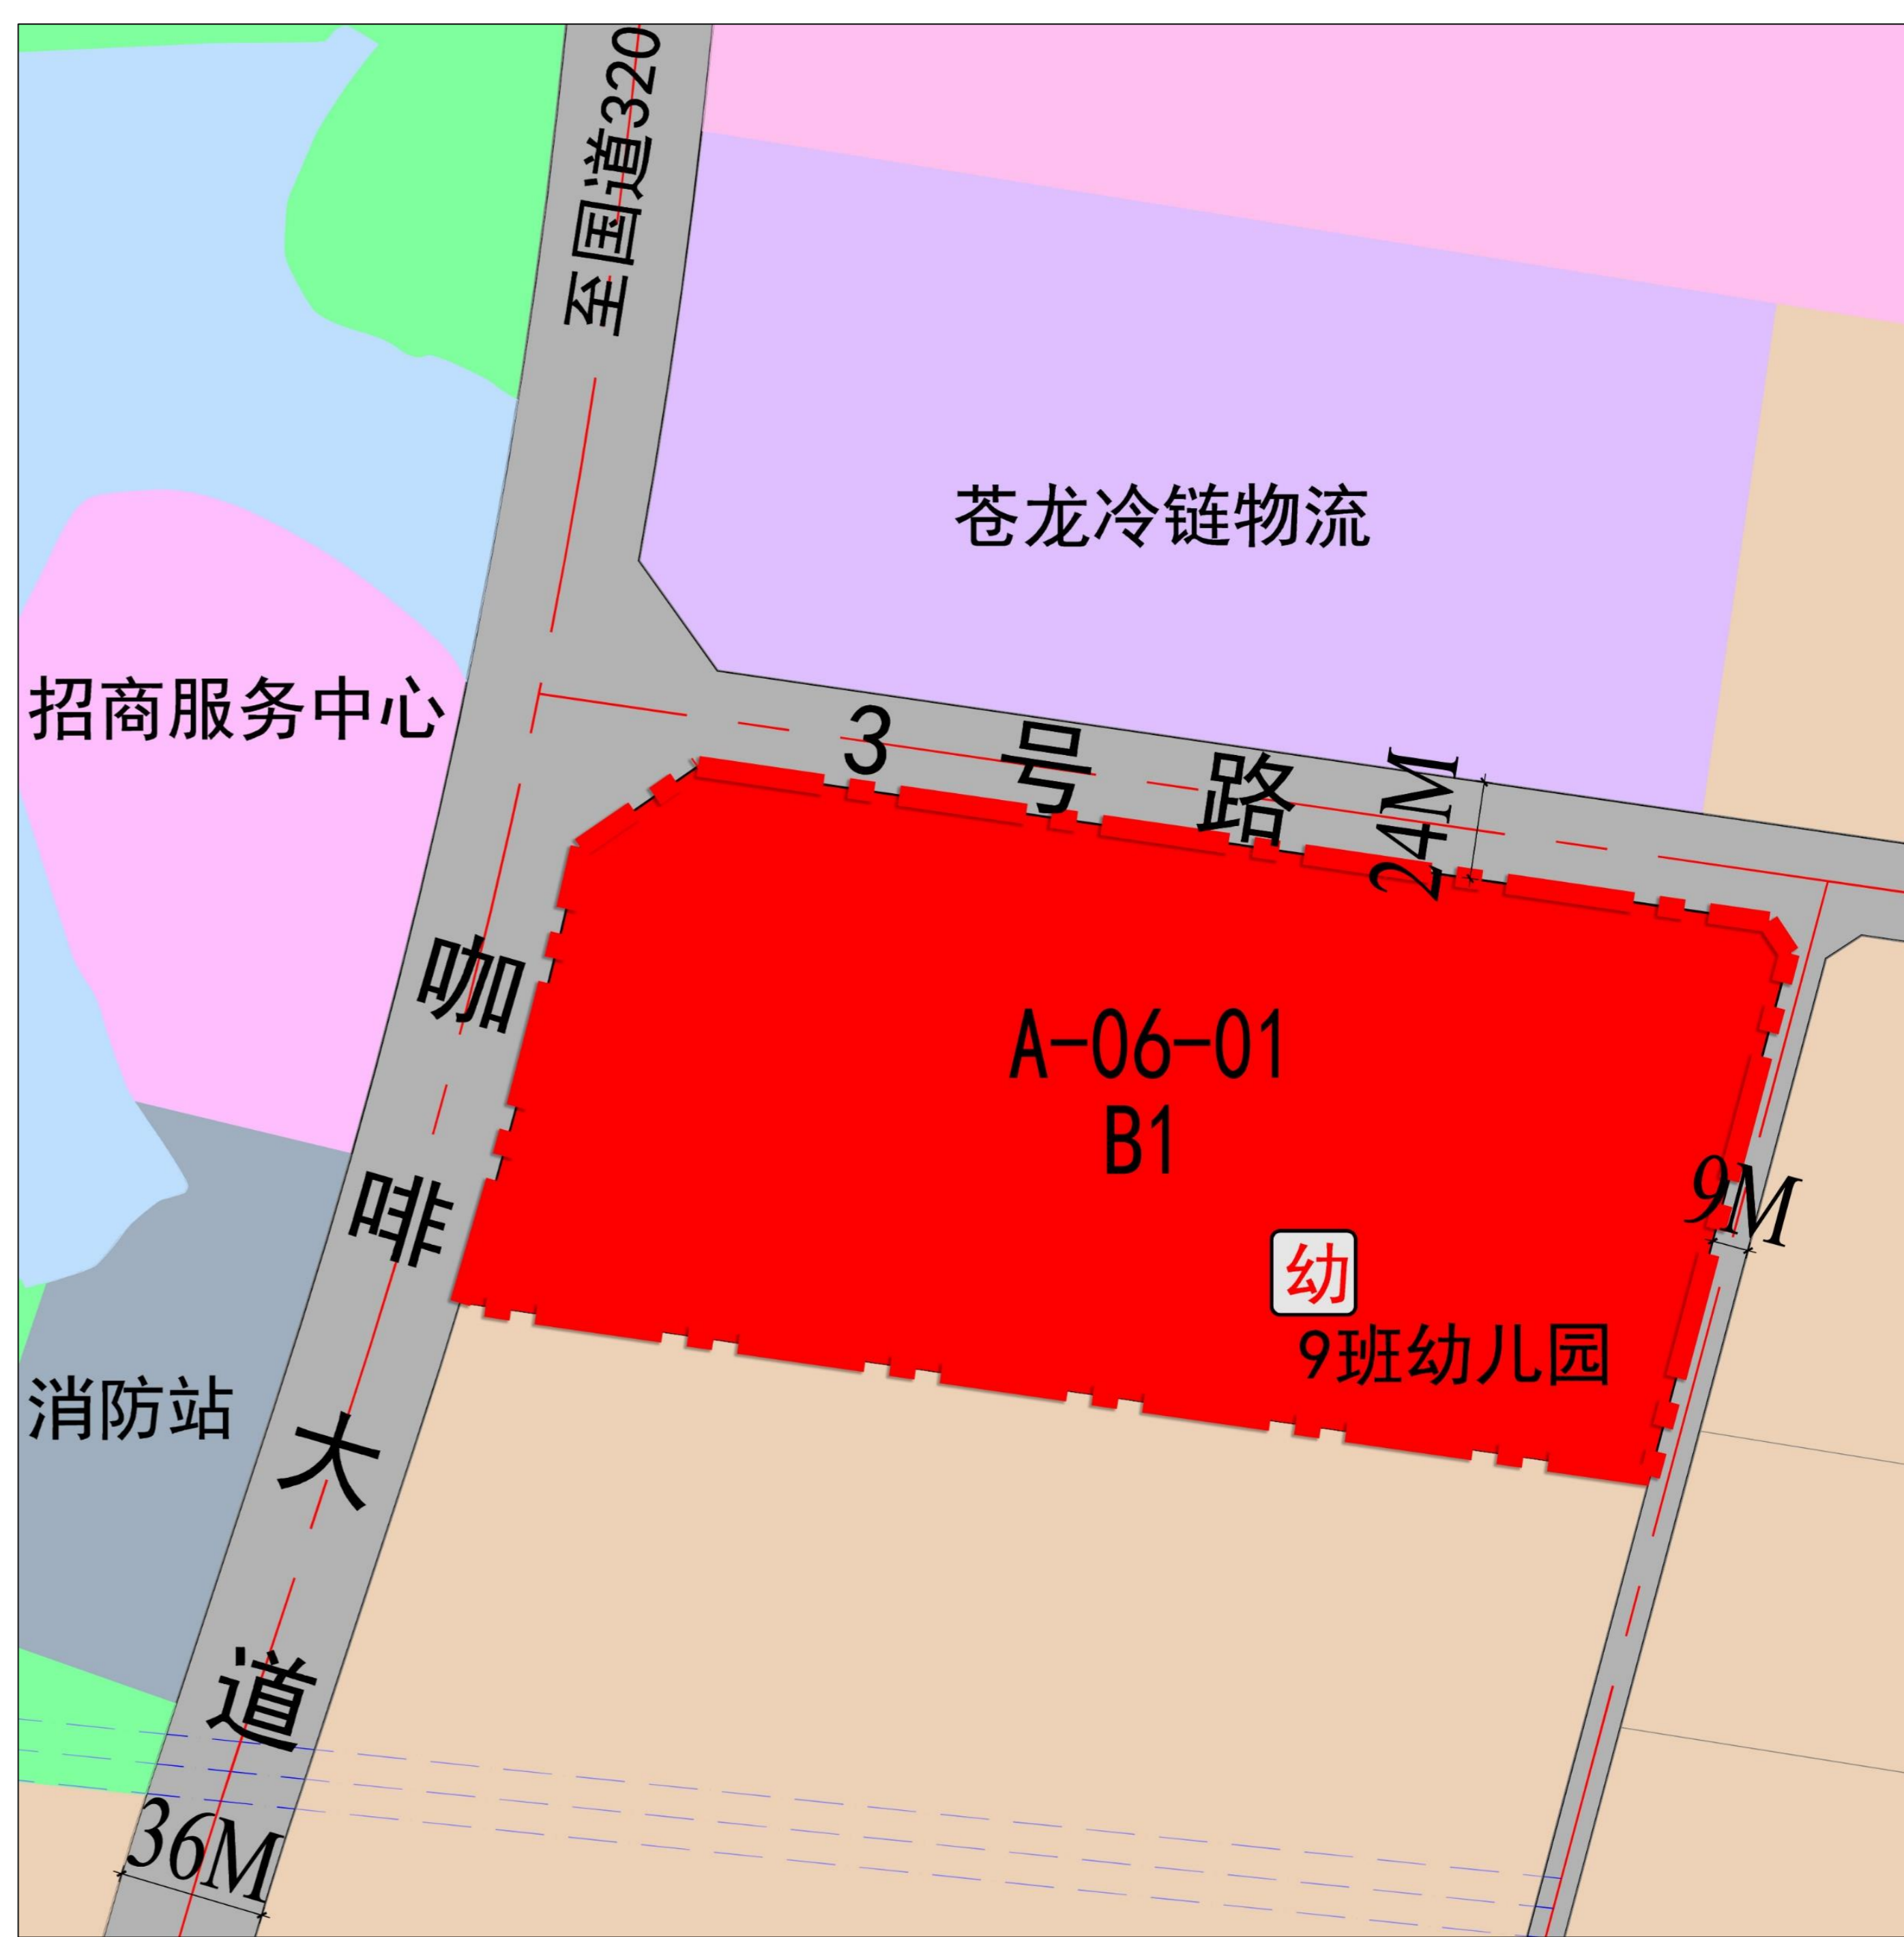 至国道320
苍龙冷链物流
招商服务中心
3号路
24M
咖啡大道
A-06-01
B1
9M
幼
9班幼儿园
消防站
36M